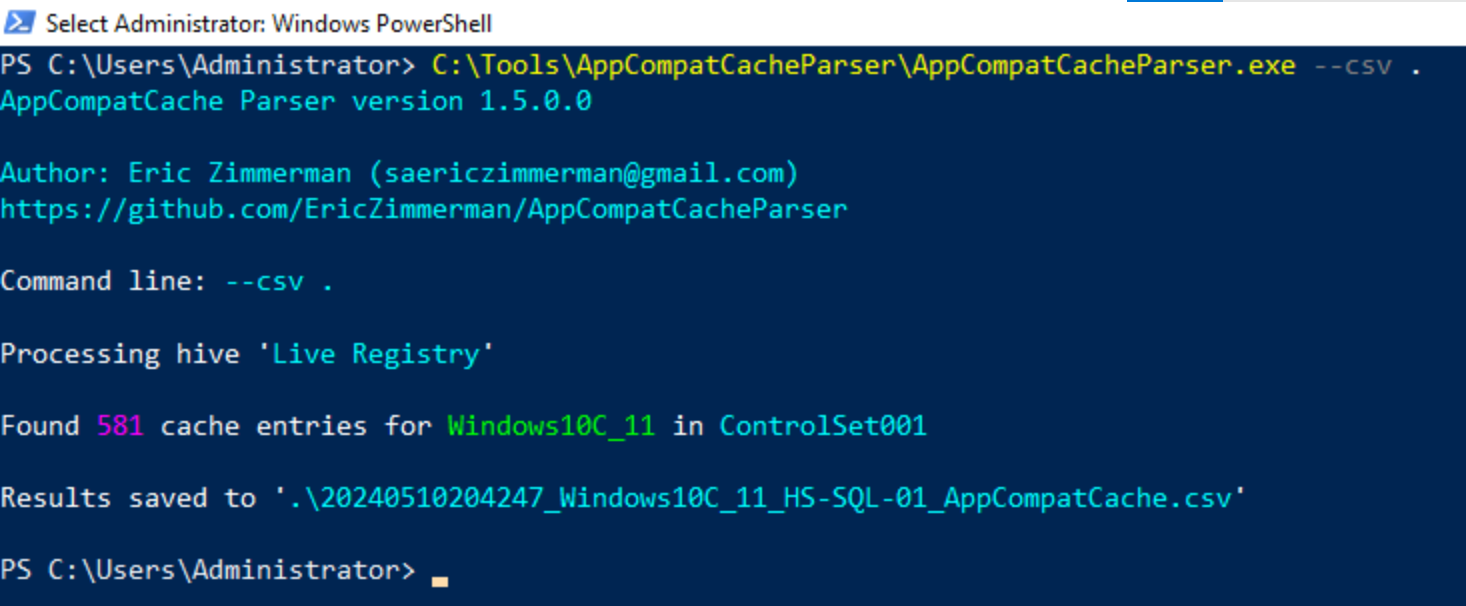 Select Administrator: Windows PowerShell
PS C:\Users\Administrator> C:\Tools\AppCompatCacheParser\AppCompatCacheParser.exe --csv .
AppCompatCache Parser version 1.5.0.0
Author: Eric Zimmerman (saericzimmerman@gmail.com)
https://github.com/EricZimmerman/AppCompatCacheParser
Command line: --csv .
Processing hive 'Live Registry'
Found 581 cache entries for Windows10C_11 in ControlSet001
Results saved to '.\20240510204247_Windows10C_11_HS-SQL-01_AppCompatCache.csv'
PS C:\Users\Administrator>